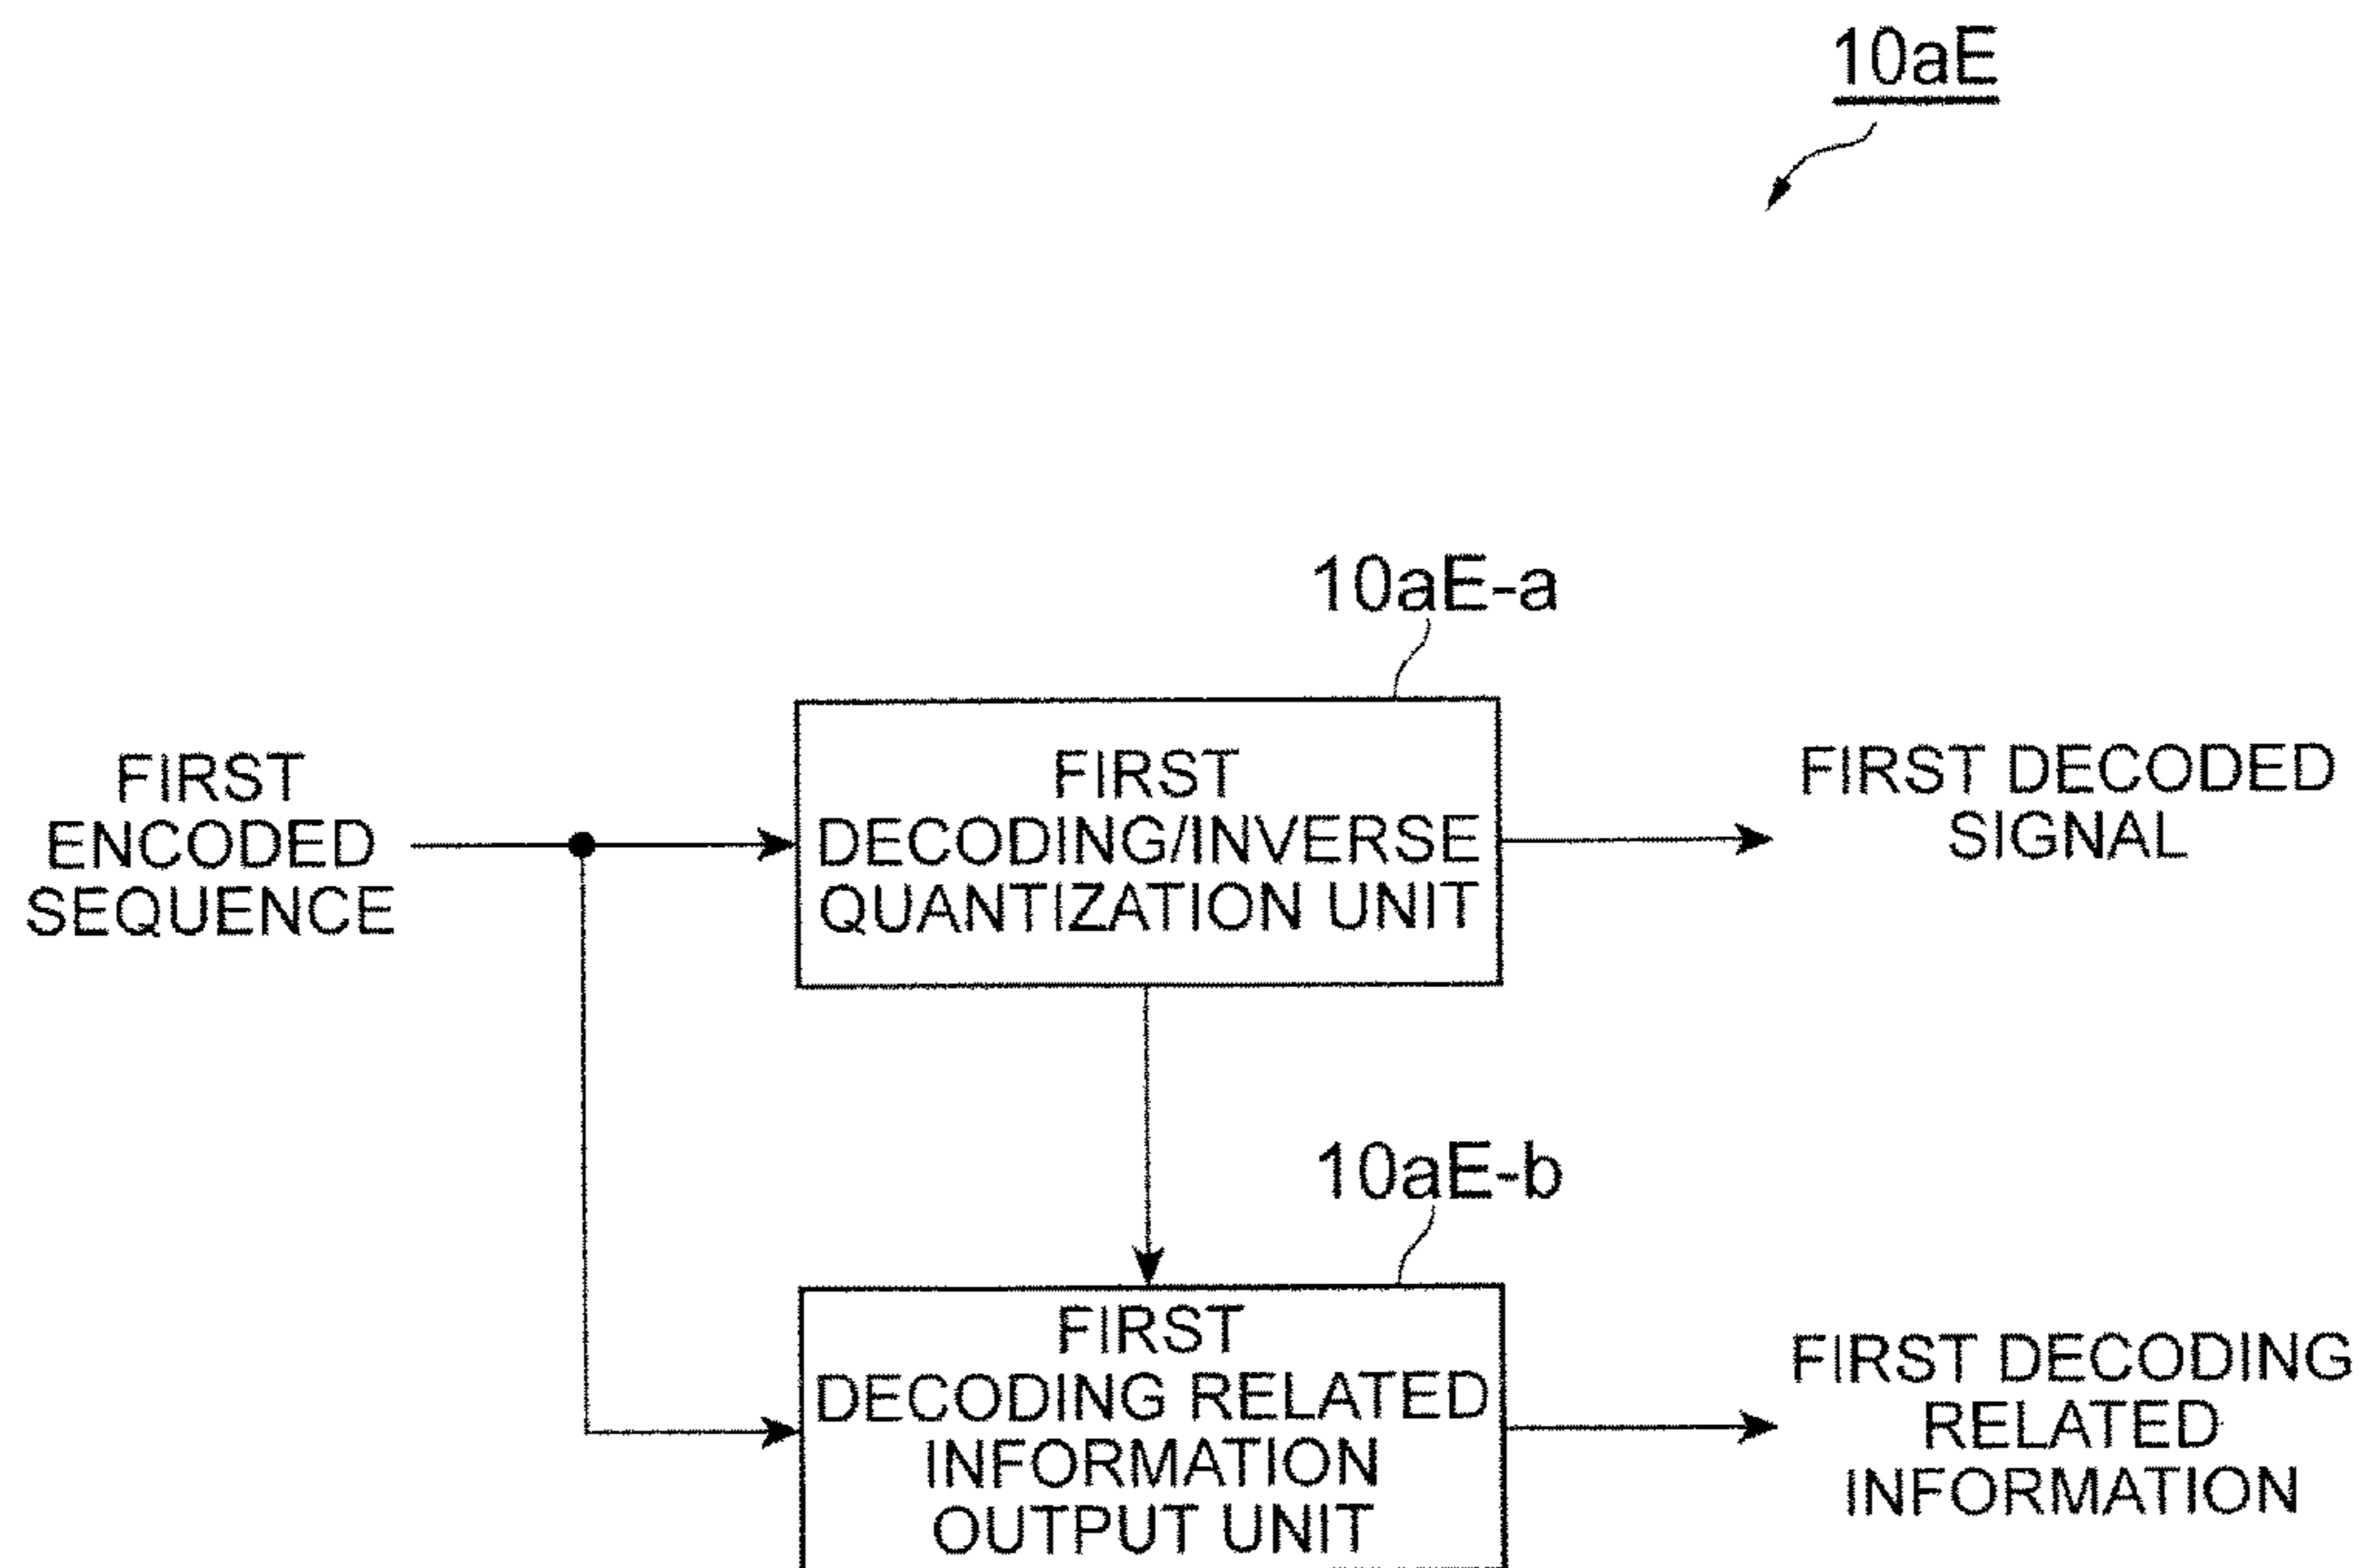 10aE
10aE-a
FIRST
ENCODED
SEQUENCE
FIRST
DECODING/INVERSE
QUANTIZATION UNIT
FIRST DECODED
SIGNAL
10aE-b
FIRST
DECODING RELATED
INFORMATION
OUTPUT UNIT
FIRST DECODING
RELATED
INFORMATION